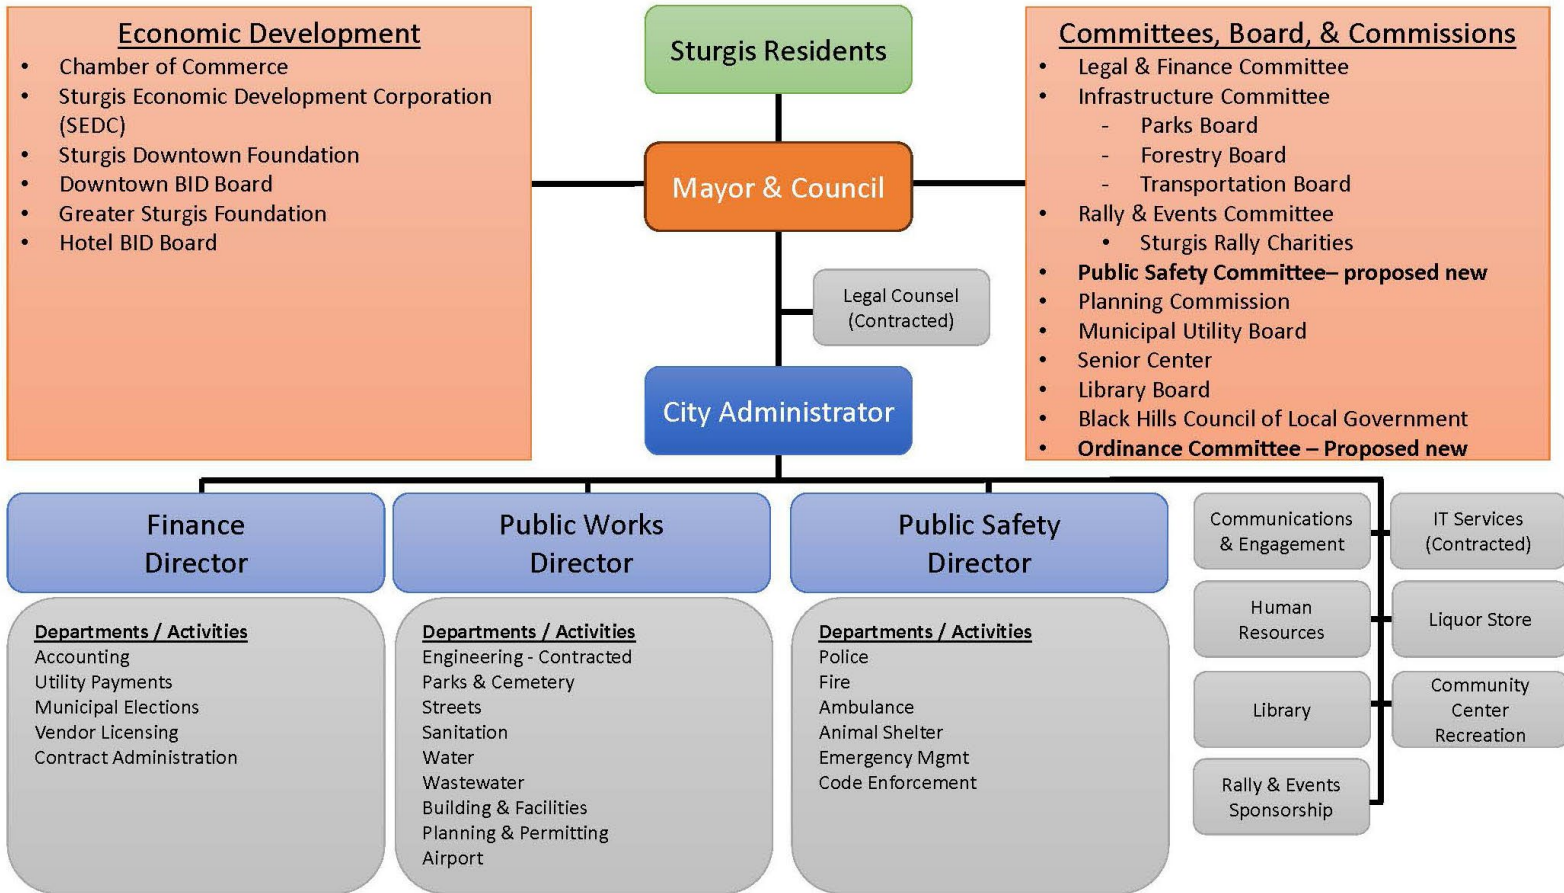 Economic Development
• Chamber of Commerce
• Sturgis Economic Development Corporation
(SEDC)
• Sturgis Downtown Foundation
• Downtown BID Board
• Greater Sturgis Foundation
• Hotel BID Board
Sturgis Residents
Mayor & Council
Legal Counsel
(Contracted)
City Administrator
Committees, Board, & Commissions
• Legal & Finance Committee
• Infrastructure Committee
- Parks Board
- Forestry Board
- Transportation Board
• Rally & Events Committee
• Sturgis Rally Charities
• Public Safety Committee– proposed new
• Planning Commission
• Municipal Utility Board
• Senior Center
• Library Board
• Black Hills Council of Local Government
• Ordinance Committee – Proposed new
Finance
Director
Departments / Activities
Accounting
Utility Payments
Municipal Elections
Vendor Licensing
Contract Administration
Public Works
Director
Departments / Activities
Engineering - Contracted
Parks & Cemetery
Streets
Sanitation
Water
Wastewater
Building & Facilities
Planning & Permitting
Airport
Public Safety
Director
Departments / Activities
Police
Fire
Ambulance
Animal Shelter
Emergency Mgmt
Code Enforcement
Communications
& Engagement
IT Services
(Contracted)
Human
Resources
Liquor Store
Library
Community
Center
Recreation
Rally & Events
Sponsorship